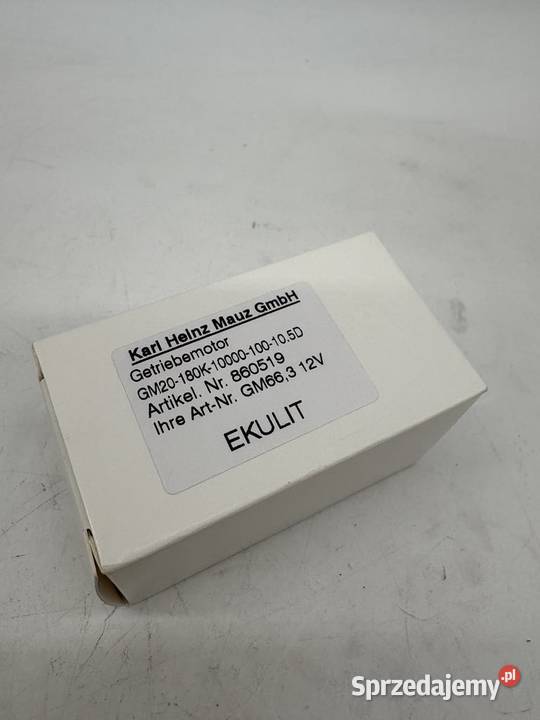 Karl Heinz Mauz GmbH
Getriebemotor
GM20-180K-10000-100-10.5D
Artikel. Nr. 860519
Ihre Art-Nr. GM66,3 12V
EKULIT
Sprzedajemy.pl